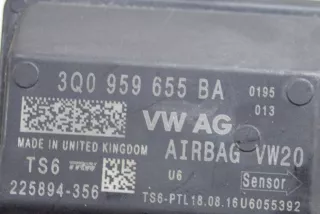 3Q0 959 655 BA 0195
013
VW AG
MADE IN UNITED KINGDOM AIRBAG VW20
TS6 TRW U6 Sensor
225894-356 TS6-PTL18.08.16U6055392